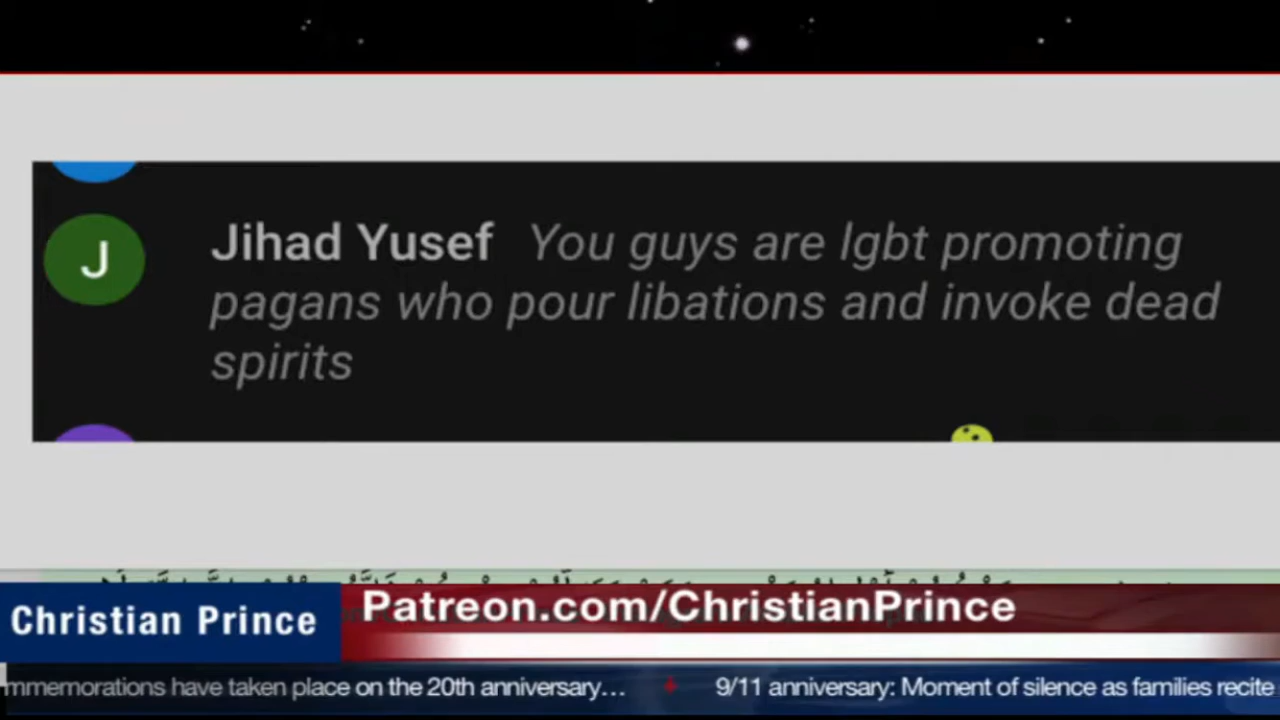 J
Jihad Yusef You guys are lgbt promoting
pagans who pour libations and invoke dead
spirits
Christian Prince
Patreon.com/ChristianPrince
mmemorations have taken place on the 20th anniversary… 9/11 anniversary: Moment of silence as families recite